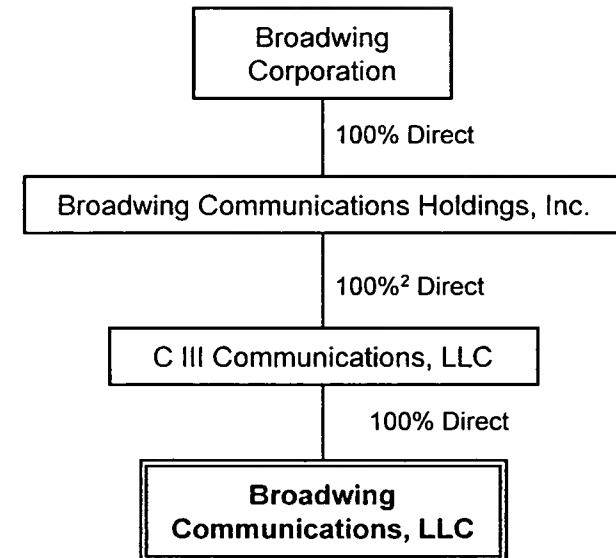 Broadwing
Corporation
100% Direct
Broadwing Communications Holdings, Inc.
100%² Direct
C III Communications, LLC
100% Direct
Broadwing
Communications, LLC